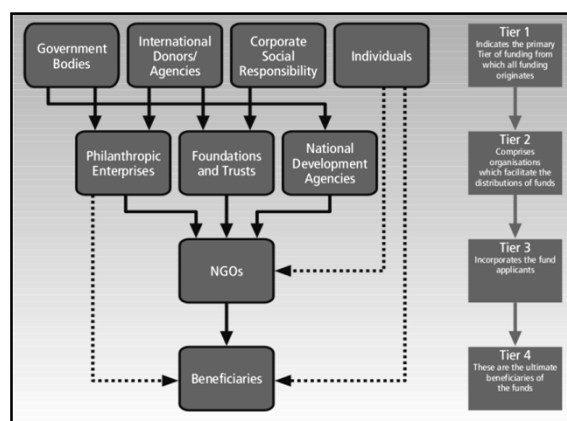 Government
Bodies
International
Donors/
Agencies
Corporate
Social
Responsibility
Individuals
Tier 1
Indicates the primary
Tier of funding from
which all funding
originates
Philanthropic
Enterprises
Foundations
and Trusts
National
Development
Agencies
Tier 2
Comprises
organisations
which facilitate the
distributions of funds
NGOs
Tier 3
Incorporates the fund
applicants
Beneficiaries
Tier 4
These are the ultimate
beneficiaries of
the funds